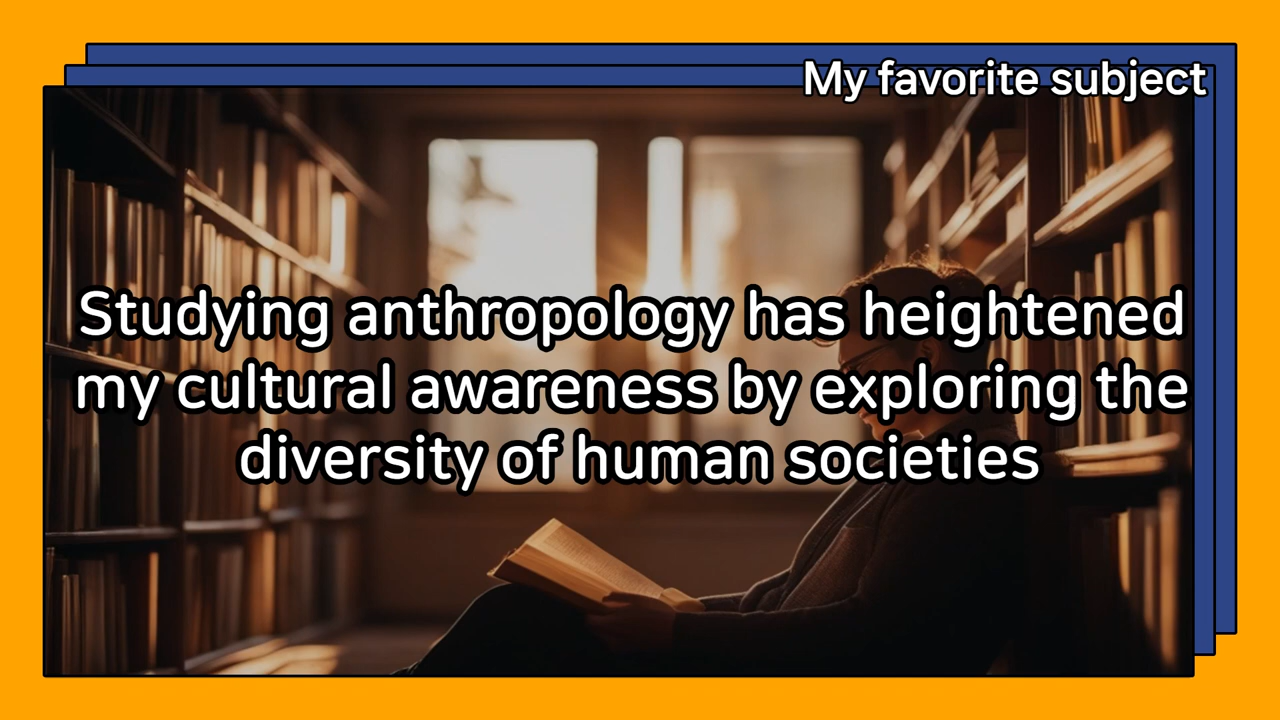 My favorite subject
Studying anthropology has heightened
my cultural awareness by exploring the
diversity of human societies